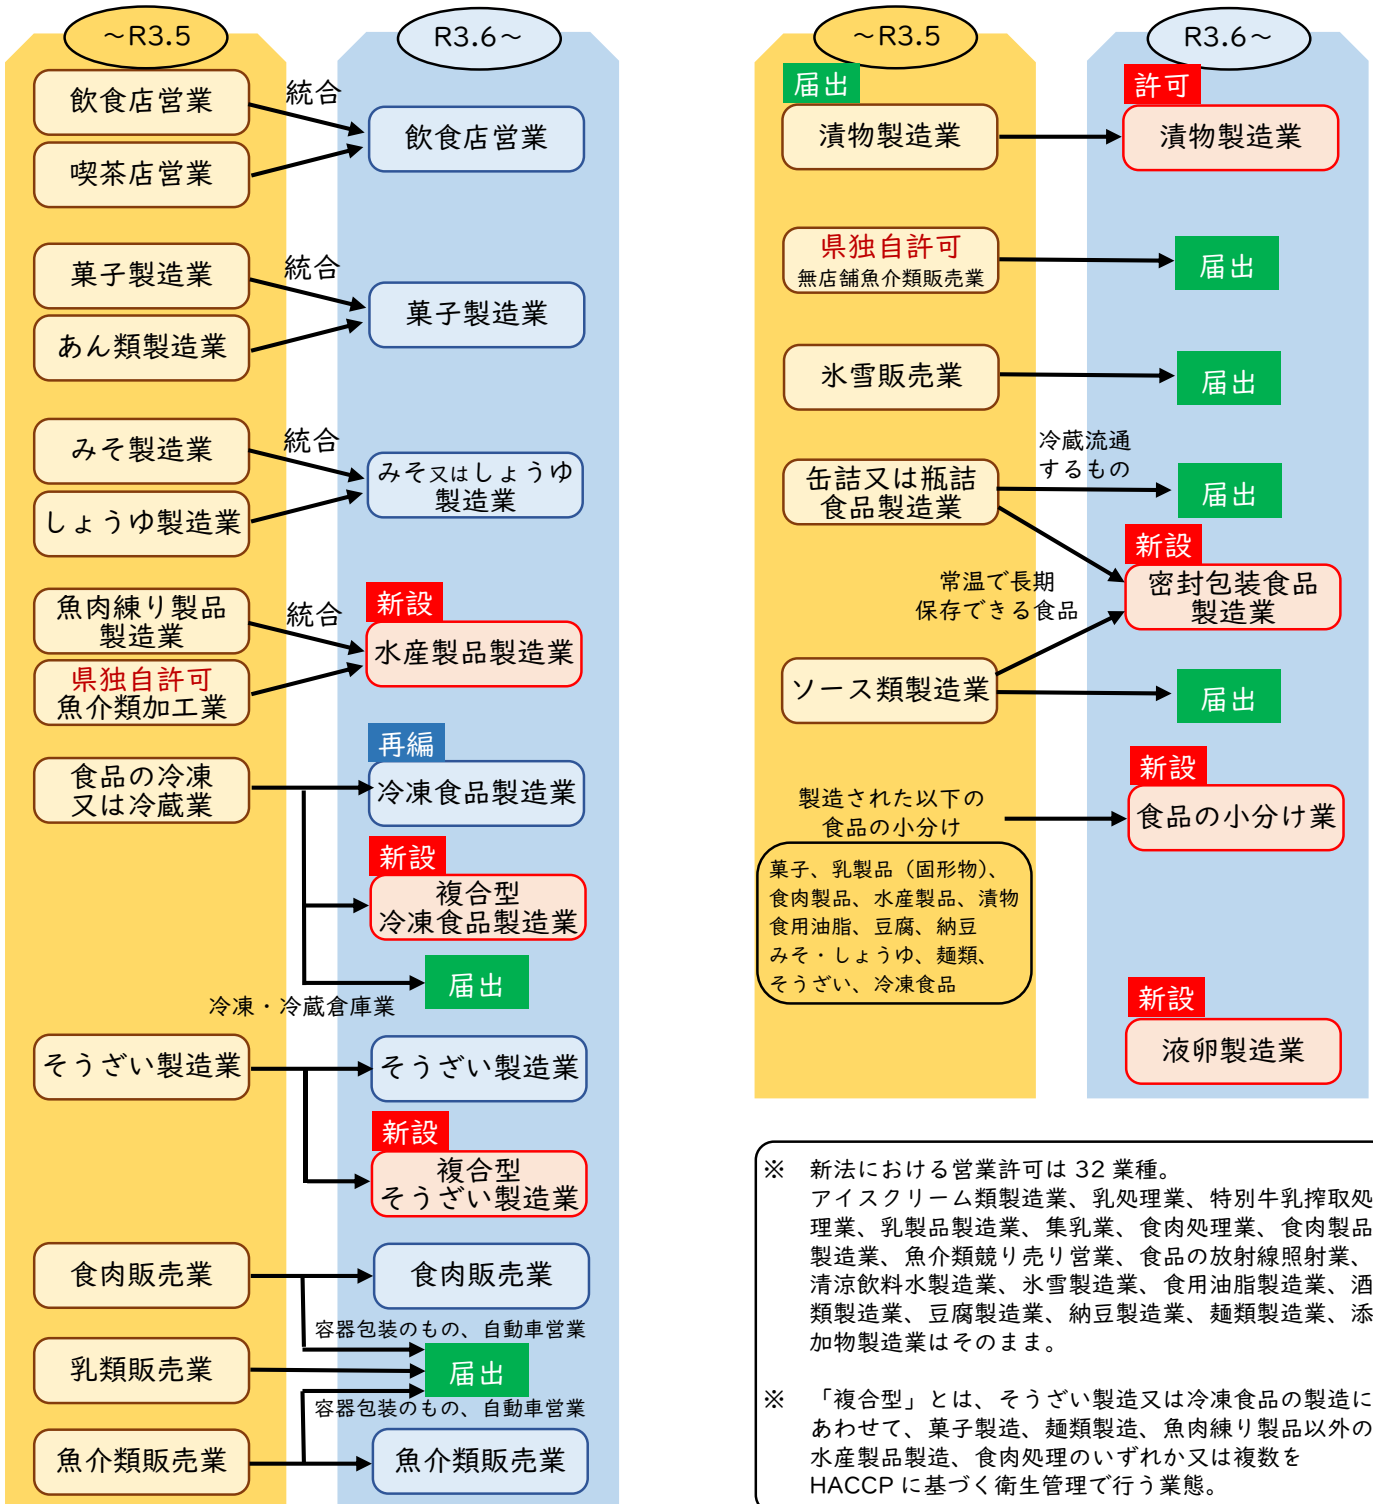 ～R3.5
R3.6～
飲食店営業
統合
飲食店営業
喫茶店営業
菓子製造業
統合
菓子製造業
あん類製造業
みそ製造業
統合
みそ又はしょうゆ
製造業
しょうゆ製造業
魚肉練り製品
製造業
統合
新設
水産製品製造業
県独自許可
魚介類加工業
再編
食品の冷凍
又は冷蔵業
冷凍食品製造業
新設
複合型
冷凍食品製造業
届出
冷凍・冷蔵倉庫業
そうざい製造業
そうざい製造業
新設
複合型
そうざい製造業
食肉販売業
食肉販売業
容器包装のもの、自動車営業
乳類販売業
届出
容器包装のもの、自動車営業
魚介類販売業
魚介類販売業
～R3.5
R3.6～
届出
許可
漬物製造業
漬物製造業
県独自許可
無店舗魚介類販売業
届出
氷雪販売業
届出
冷蔵流通
するもの
缶詰又は瓶詰
食品製造業
届出
新設
常温で長期
保存できる食品
密封包装食品
製造業
ソース類製造業
届出
新設
製造された以下の
食品の小分け
食品の小分け業
菓子、乳製品（固形物）、
食肉製品、水産製品、漬物
食用油脂、豆腐、納豆
みそ・しょうゆ、麺類、
そうざい、冷凍食品
新設
液卵製造業
※　新法における営業許可は 32 業種。
アイスクリーム類製造業、乳処理業、特別牛乳搾取処
理業、乳製品製造業、集乳業、食肉処理業、食肉製品
製造業、魚介類競り売り営業、食品の放射線照射業、
清涼飲料水製造業、氷雪製造業、食用油脂製造業、酒
類製造業、豆腐製造業、納豆製造業、麺類製造業、添
加物製造業はそのまま。
※　「複合型」とは、そうざい製造又は冷凍食品の製造に
あわせて、菓子製造、麺類製造、魚肉練り製品以外の
水産製品製造、食肉処理のいずれか又は複数を
HACCP に基づく衛生管理で行う業態。